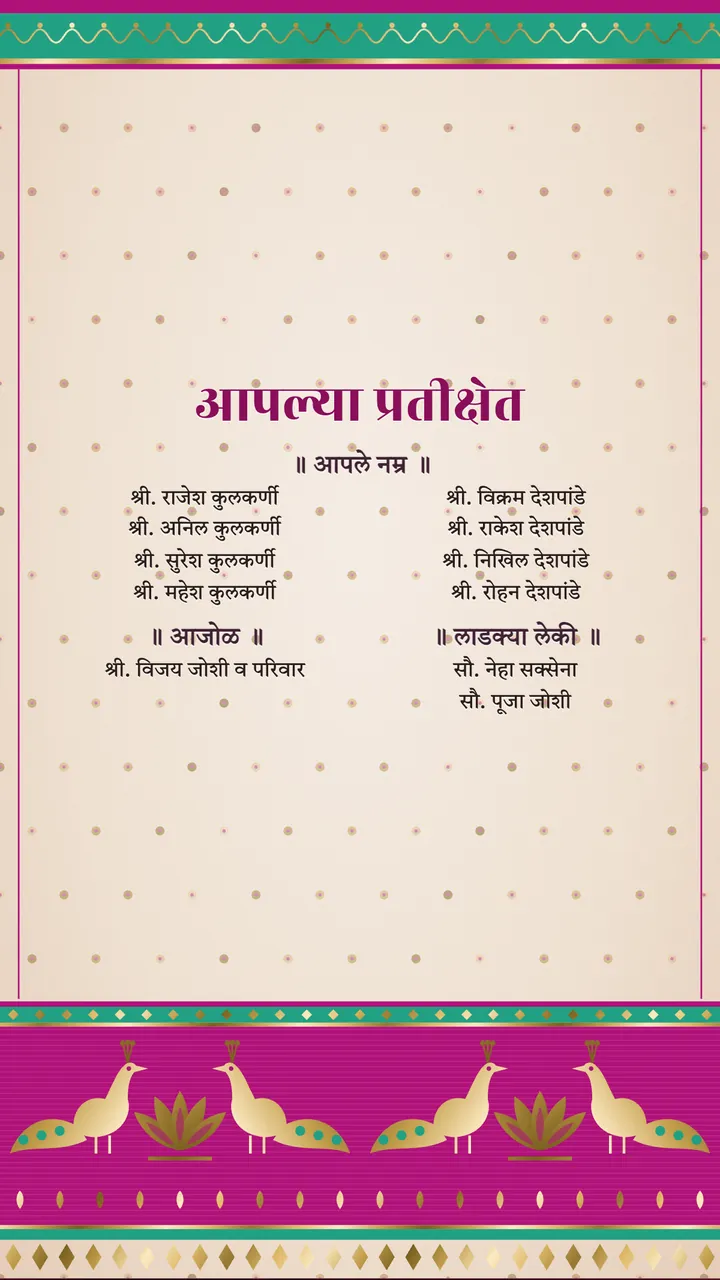 आपल्या प्रतीक्षेत
॥ आपले नम्र ॥
श्री. राजेश कुलकर्णी
श्री. अनिल कुलकर्णी
श्री. सुरेश कुलकर्णी
श्री. महेश कुलकर्णी
श्री. विक्रम देशपांडे
श्री. राकेश देशपांडे
श्री. निखिल देशपांडे
श्री. रोहन देशपांडे
॥ आजोळ ॥
श्री. विजय जोशी व परिवार
॥ लाडक्या लेकी ॥
सौ. नेहा सक्सेना
सौ. पूजा जोशी